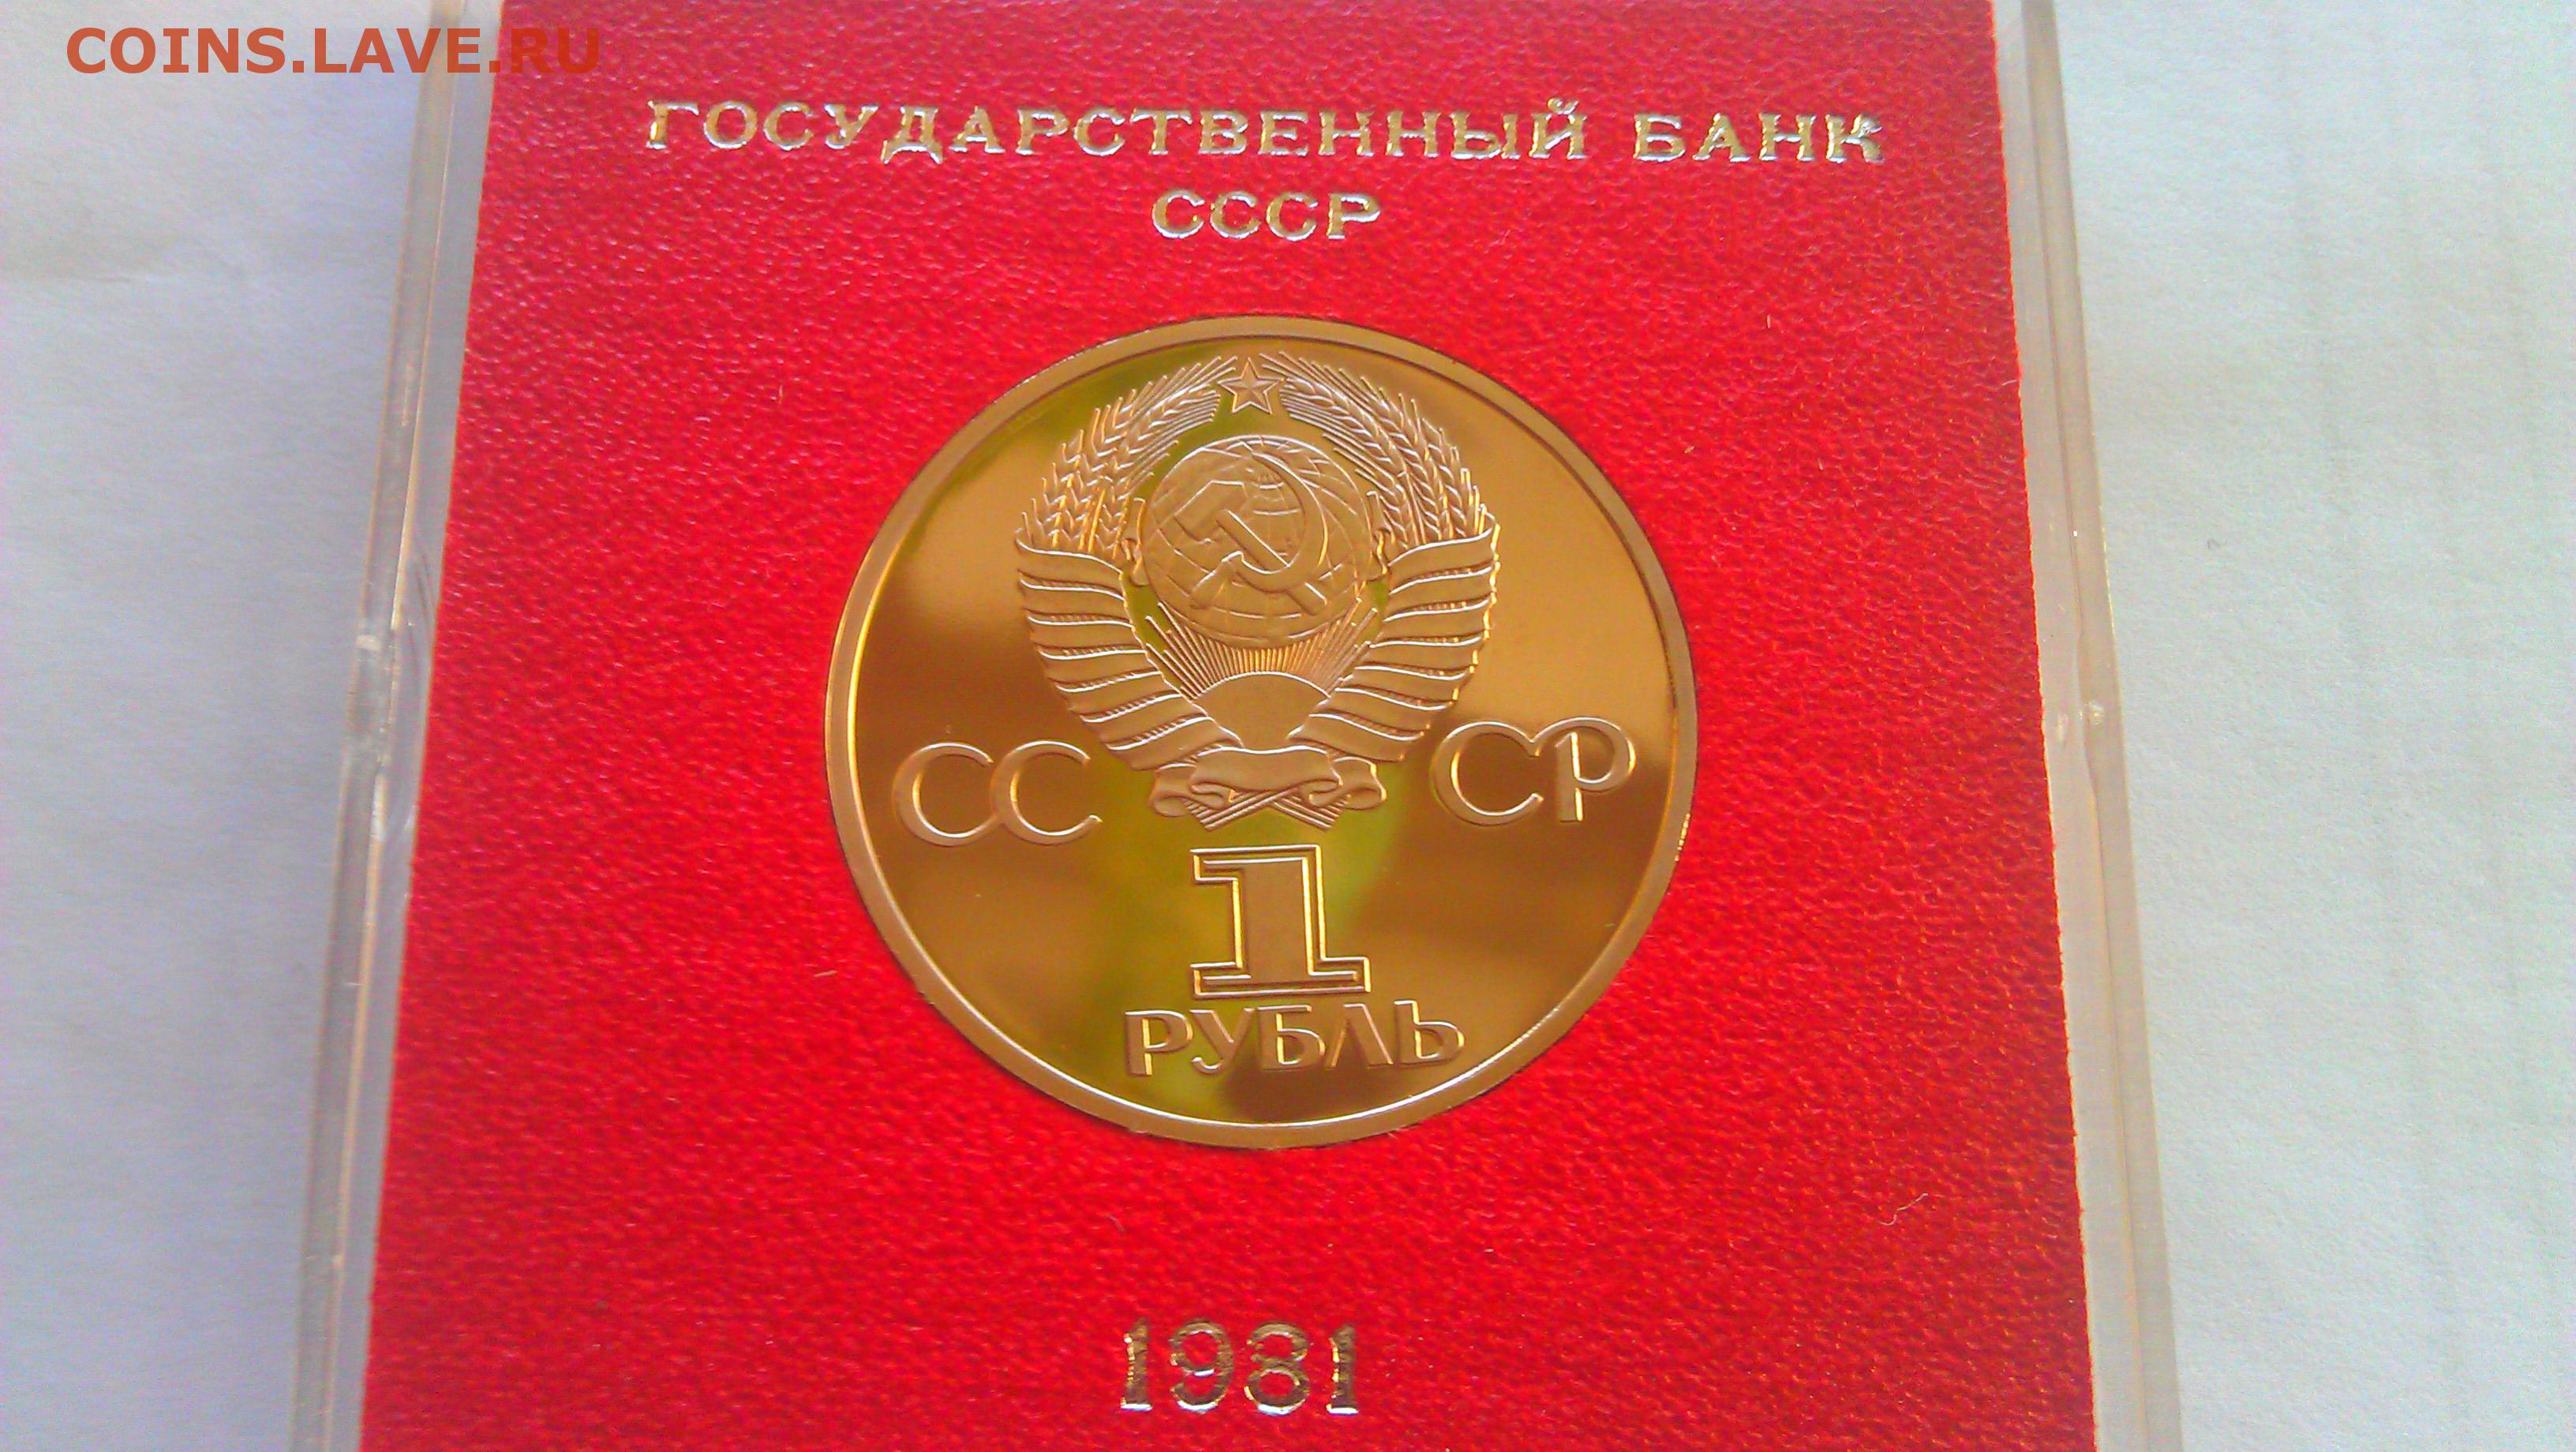 COINS.LAVE.RU
ГОСУДАРСТВЕННЫЙ БАНК
СССР
СС СР
1
РУБЛЬ
1981